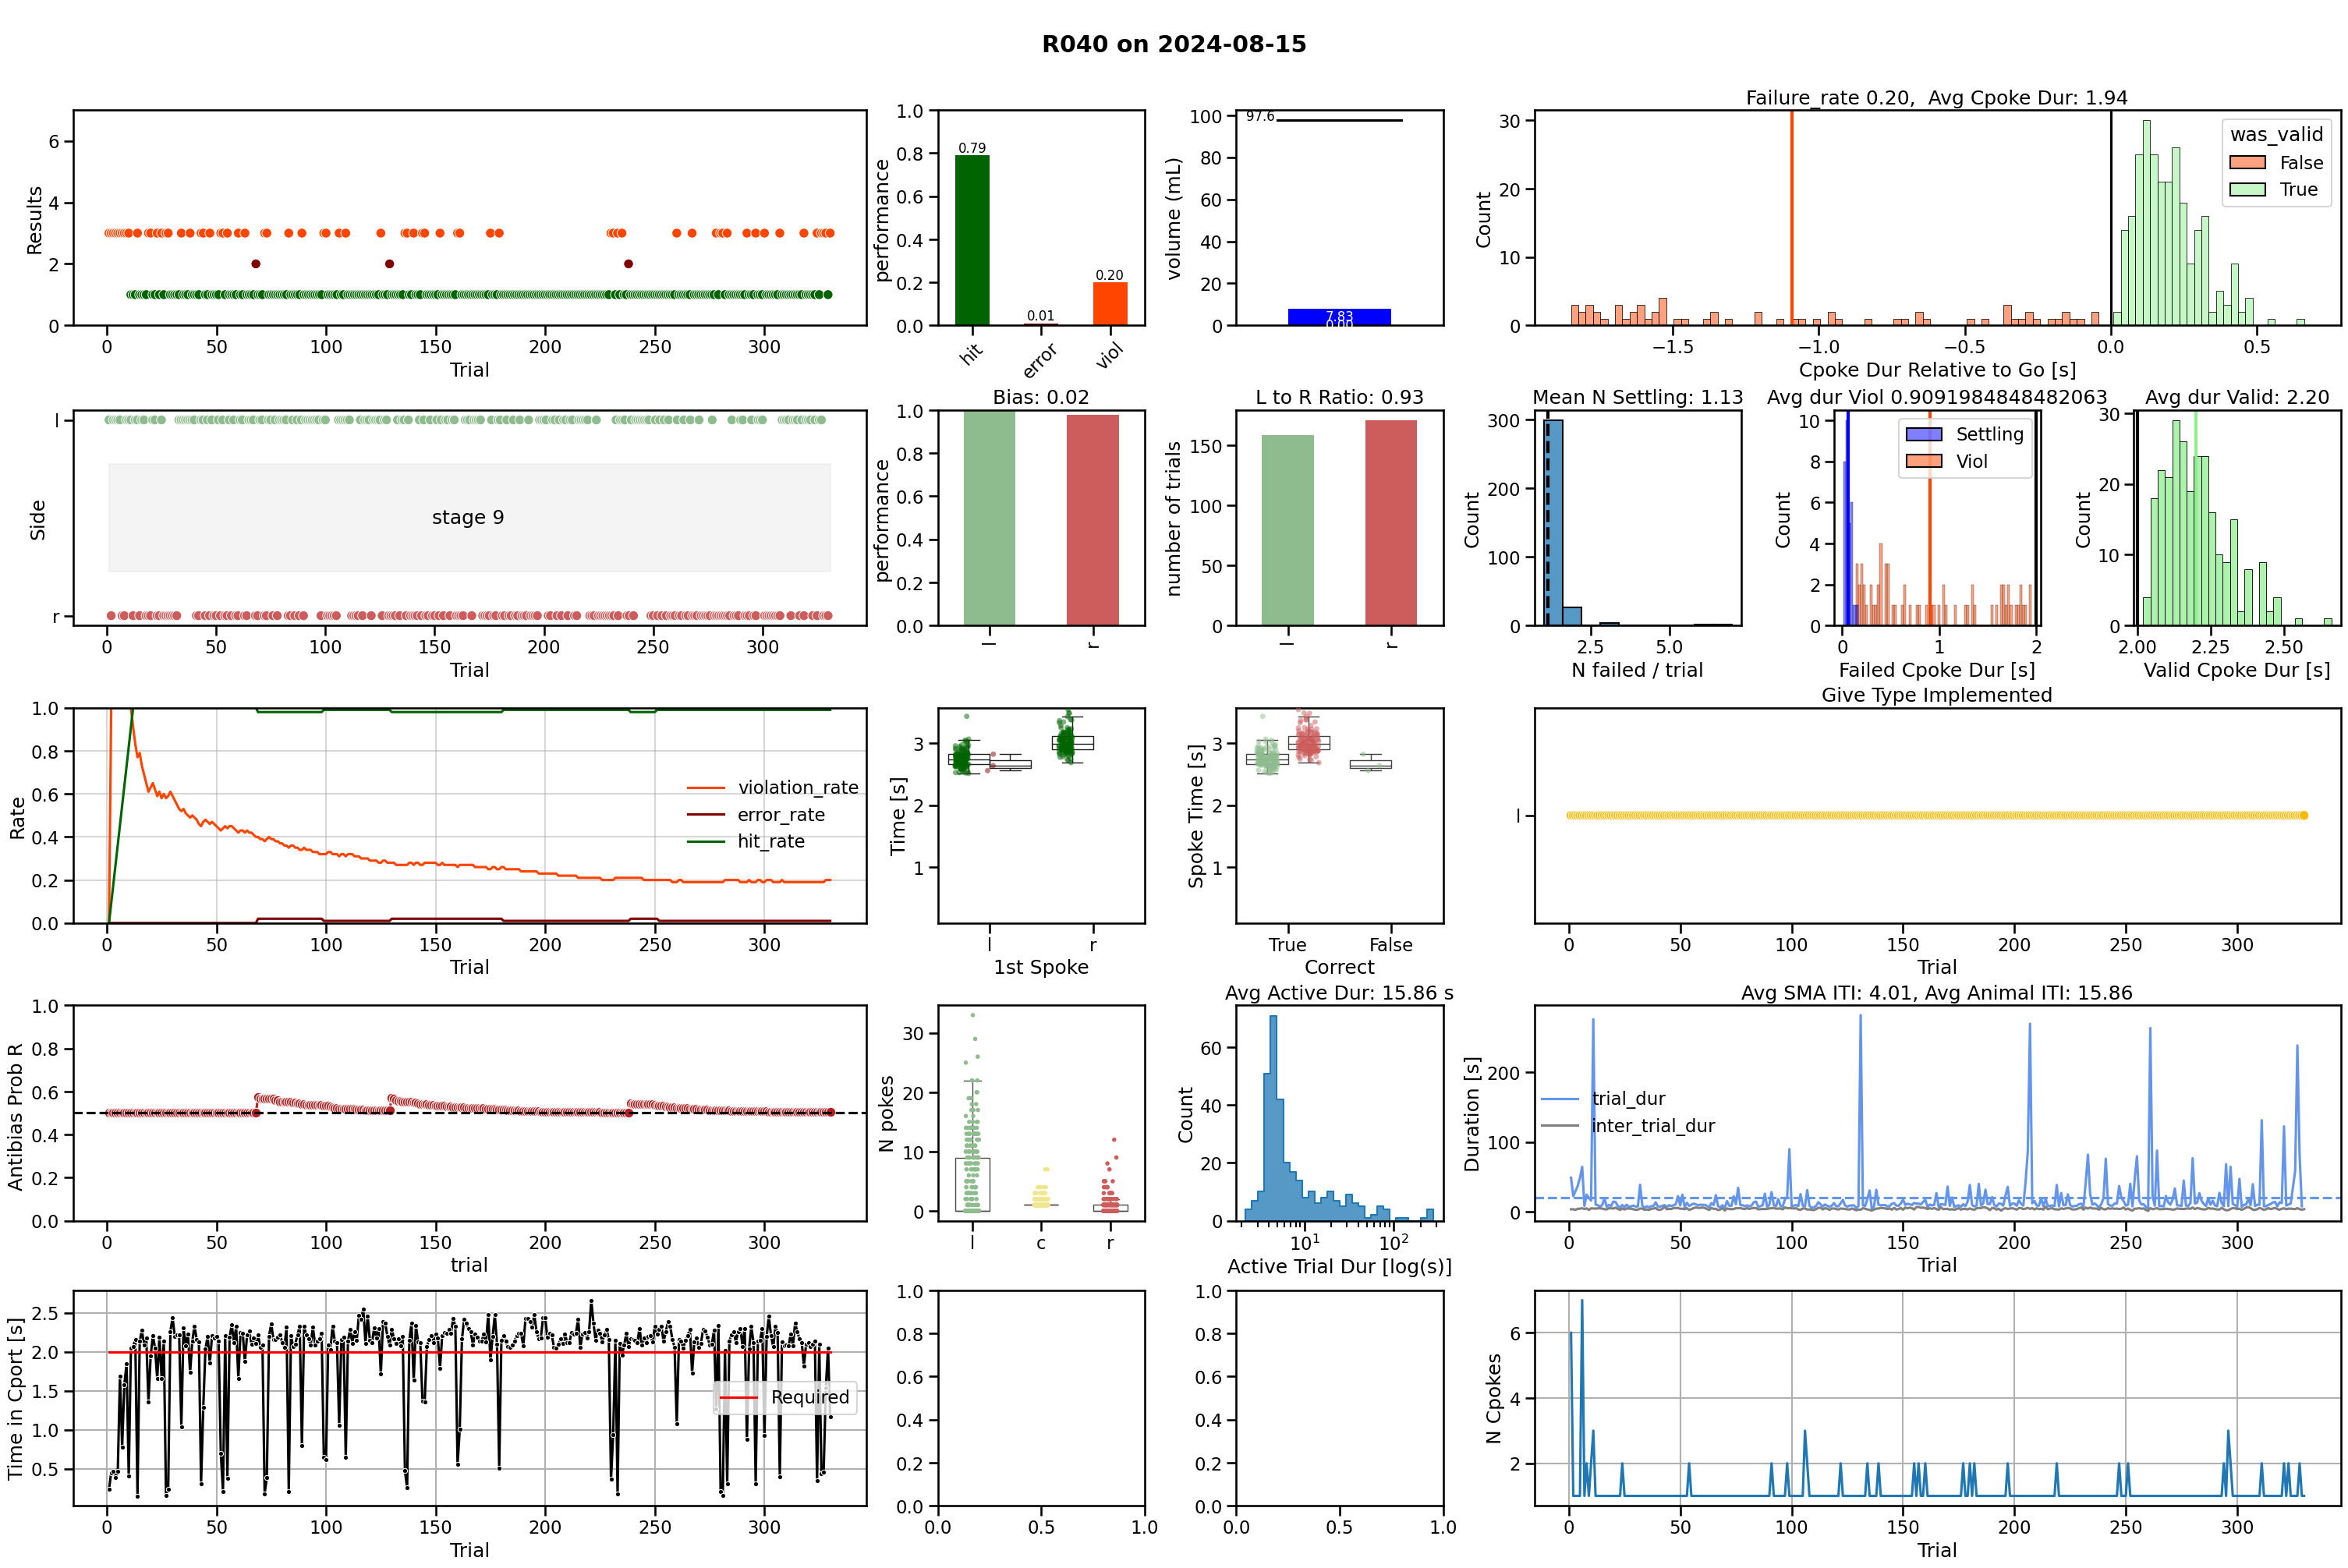 R040 on 2024-08-15
Results
6
4
2
0
0 50 100 150 200 250 300
Trial
performance
1.0
0.8
0.6
0.4
0.2
0.0
0.79
0.01
0.20
hit error viol
volume (mL)
100
80
60
40
20
0
97.6
7.83
0.00
Failure_rate 0.20,  Avg Cpoke Dur: 1.94
Count
30
20
10
0
was_valid
False
True
−1.5 −1.0 −0.5 0.0 0.5
Cpoke Dur Relative to Go [s]
Side
l
r
stage 9
0 50 100 150 200 250 300
Trial
Bias: 0.02
performance
1.0
0.8
0.6
0.4
0.2
0.0
l r
L to R Ratio: 0.93
number of trials
150
100
50
0
l r
Mean N Settling: 1.13
Count
300
200
100
0
2.5 5.0
N failed / trial
Avg dur Viol 0.9091984848482063
Count
10
8
6
4
2
0
Settling
Viol
0 1 2
Failed Cpoke Dur [s]
Avg dur Valid: 2.20
Count
30
20
10
0
2.00 2.25 2.50
Valid Cpoke Dur [s]
Rate
1.0
0.8
0.6
0.4
0.2
0.0
violation_rate
error_rate
hit_rate
0 50 100 150 200 250 300
Trial
Time [s]
3
2
1
l r
1st Spoke
Spoke Time [s]
3
2
1
True False
Correct
Give Type Implemented
l
0 50 100 150 200 250 300
Trial
Antibias Prob R
1.0
0.8
0.6
0.4
0.2
0.0
0 50 100 150 200 250 300
trial
N pokes
30
20
10
0
l c r
Avg Active Dur: 15.86 s
Count
60
40
20
0
10¹ 10²
Active Trial Dur [log(s)]
Avg SMA ITI: 4.01, Avg Animal ITI: 15.86
Duration [s]
200
100
0
trial_dur
inter_trial_dur
0 50 100 150 200 250 300
Trial
Time in Cport [s]
2.5
2.0
1.5
1.0
0.5
Required
0 50 100 150 200 250 300
Trial
1.0
0.8
0.6
0.4
0.2
0.0
0.0 0.5 1.0
1.0
0.8
0.6
0.4
0.2
0.0
0.0 0.5 1.0
N Cpokes
6
4
2
0 50 100 150 200 250 300
Trial